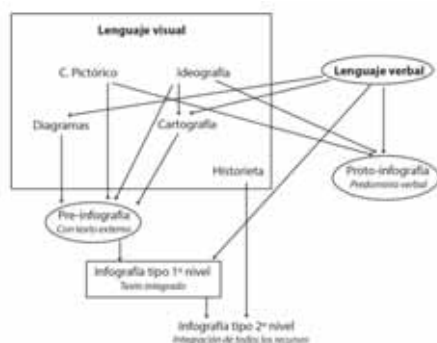 Lenguaje visual
C. Pictórico
Ideografía
Lenguaje verbal
Diagramas
Cartografía
Historieta
Proto-infografía
Predominio verbal
Pre-infografía
Con texto externo
Infografía tipo 1º nivel
Texto integrado
Infografía tipo 2º nivel
Integración de todos los recursos